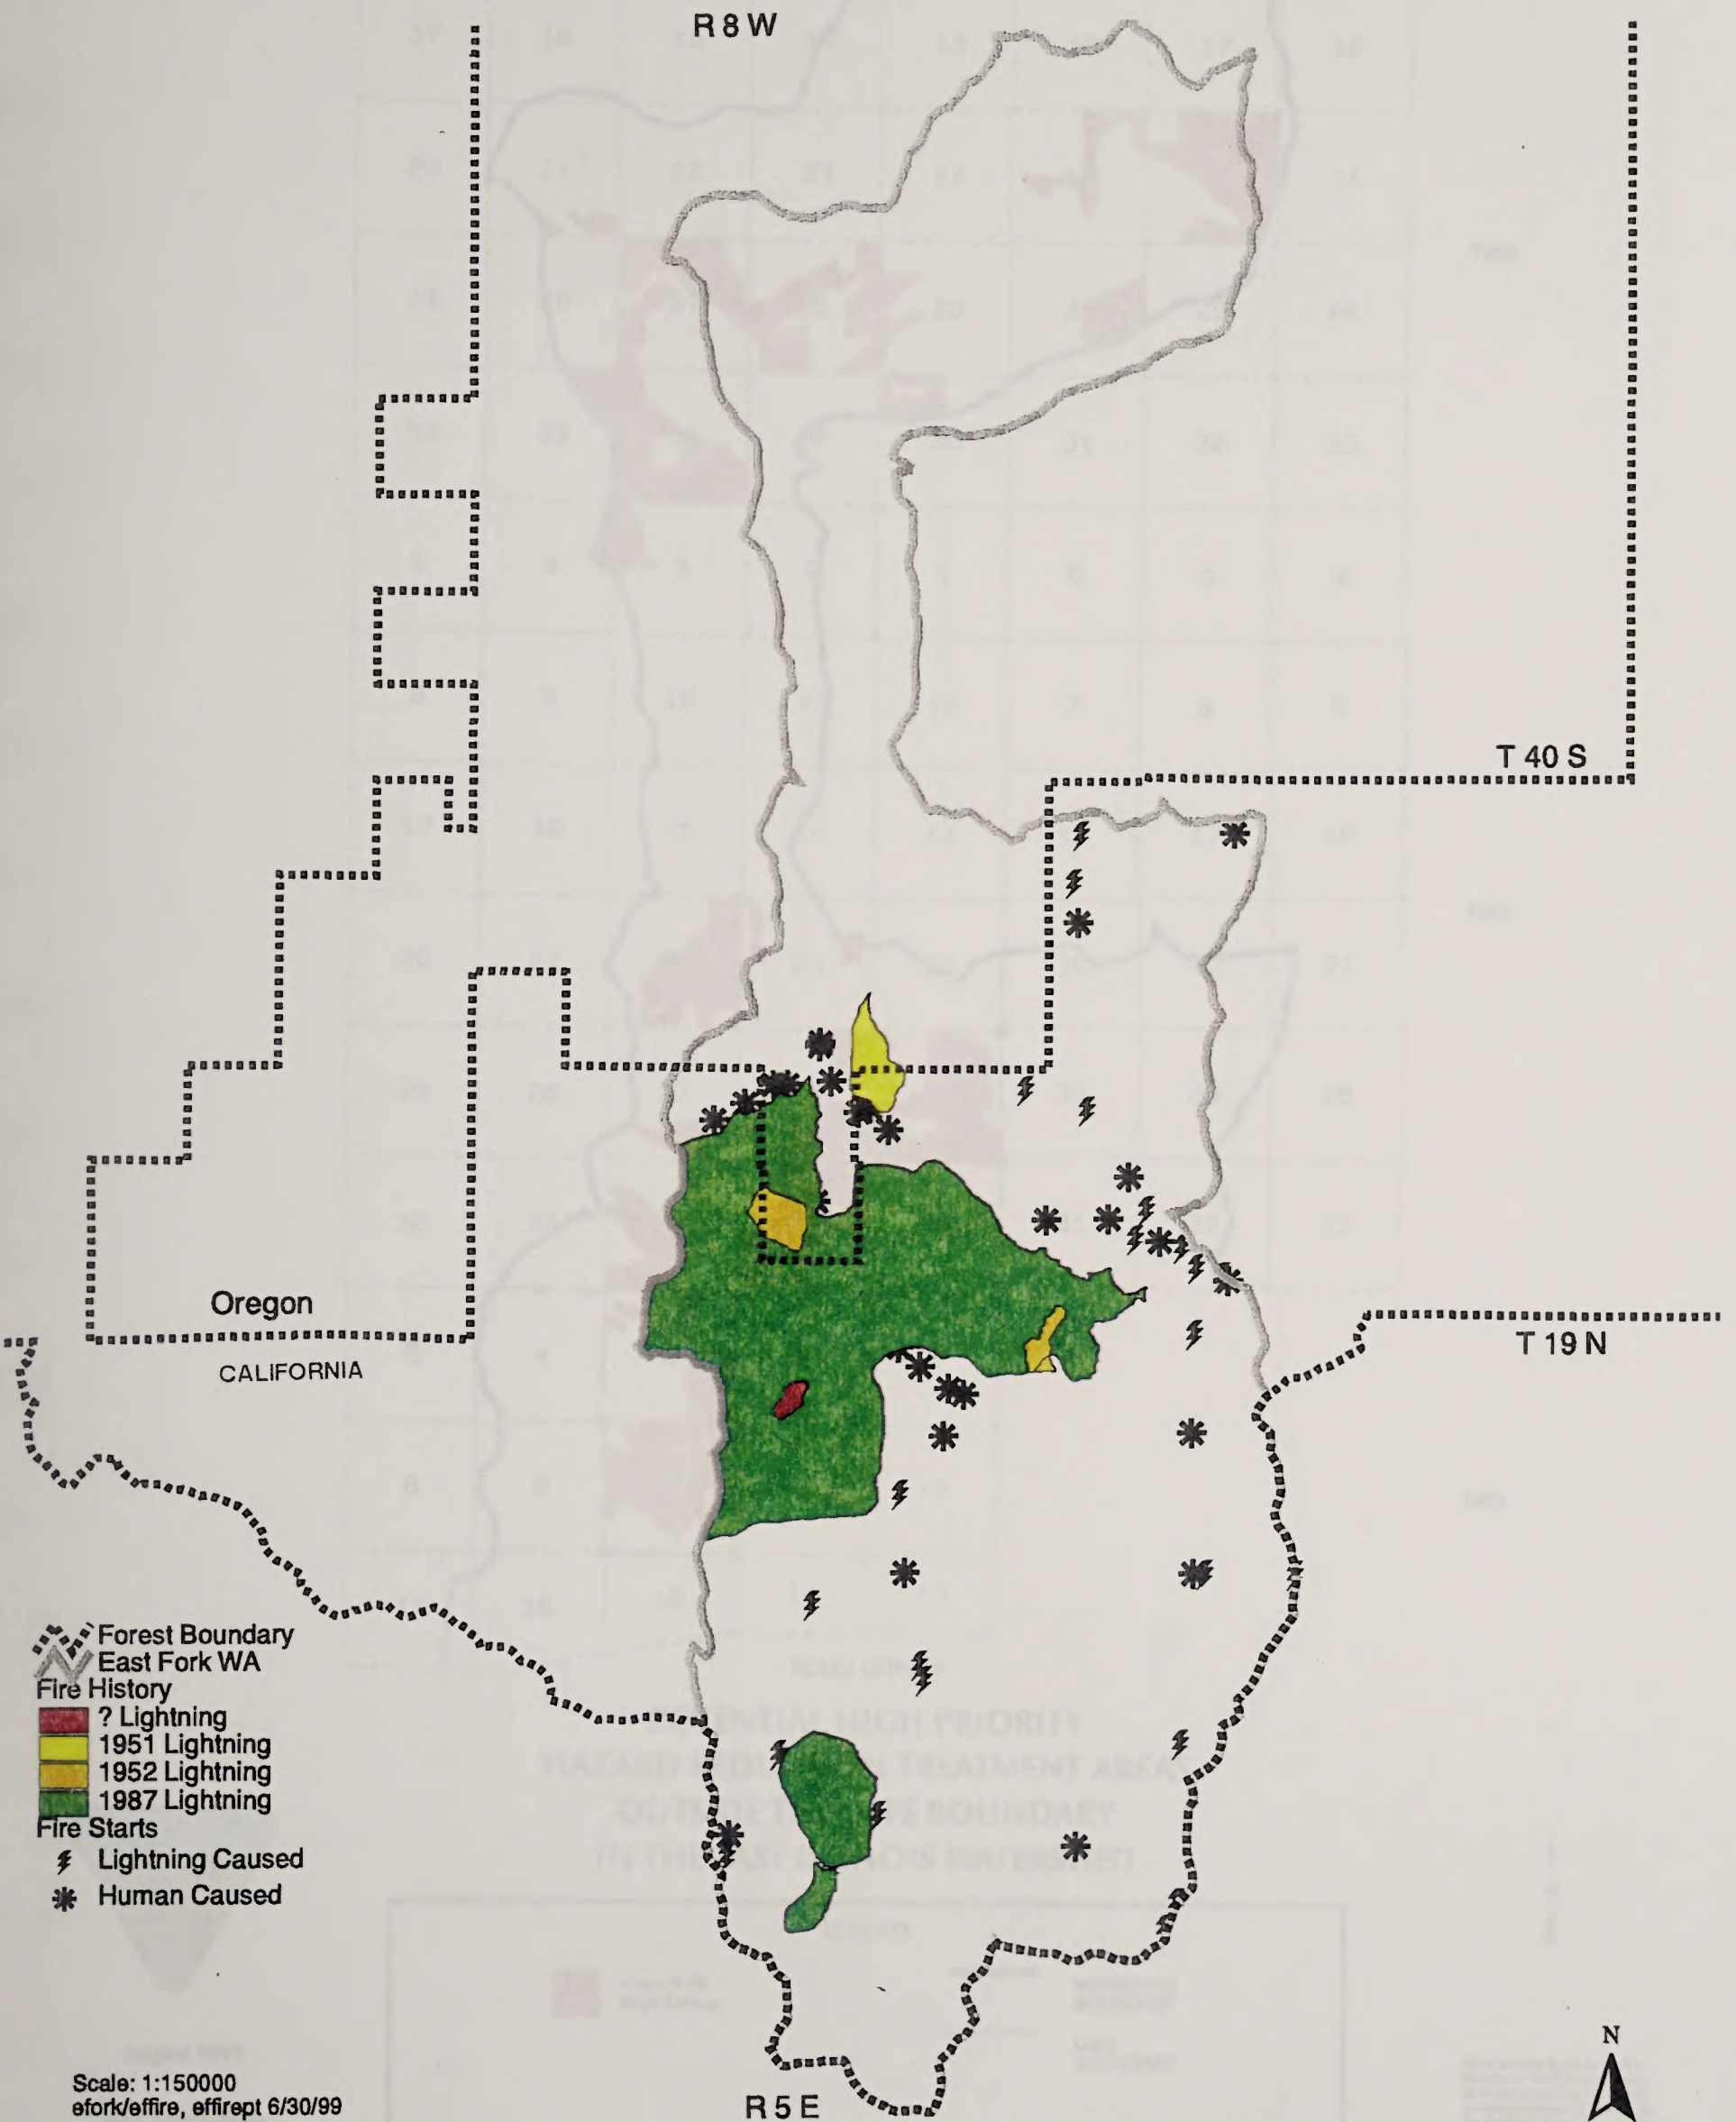 R 8 W
T 40 S
Oregon
CALIFORNIA
T 19 N
Forest Boundary
East Fork WA
Fire History
? Lightning
1951 Lightning
1952 Lightning
1987 Lightning
Fire Starts
Lightning Caused
Human Caused
N
Scale: 1:150000
efork/effire, effirept 6/30/99
R 5 E